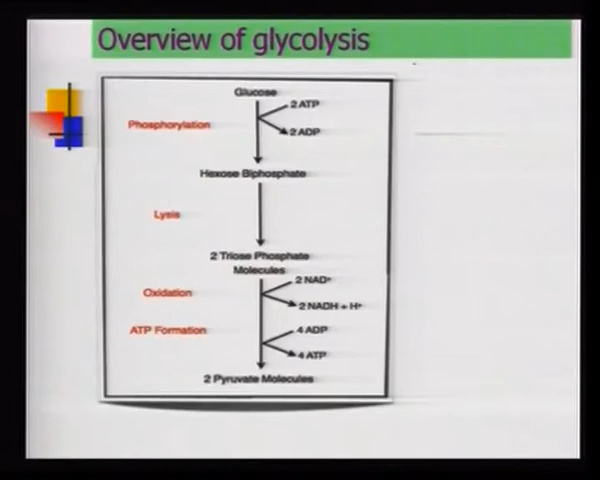 Overview of glycolysis
Glucose
2 ATP
Phosphorylation
2 ADP
Hexose Biphosphate
Lysis
2 Triose Phosphate
Molecules
2 NAD+
Oxidation
2 NADH + H+
ATP Formation
4 ADP
4 ATP
2 Pyruvate Molecules